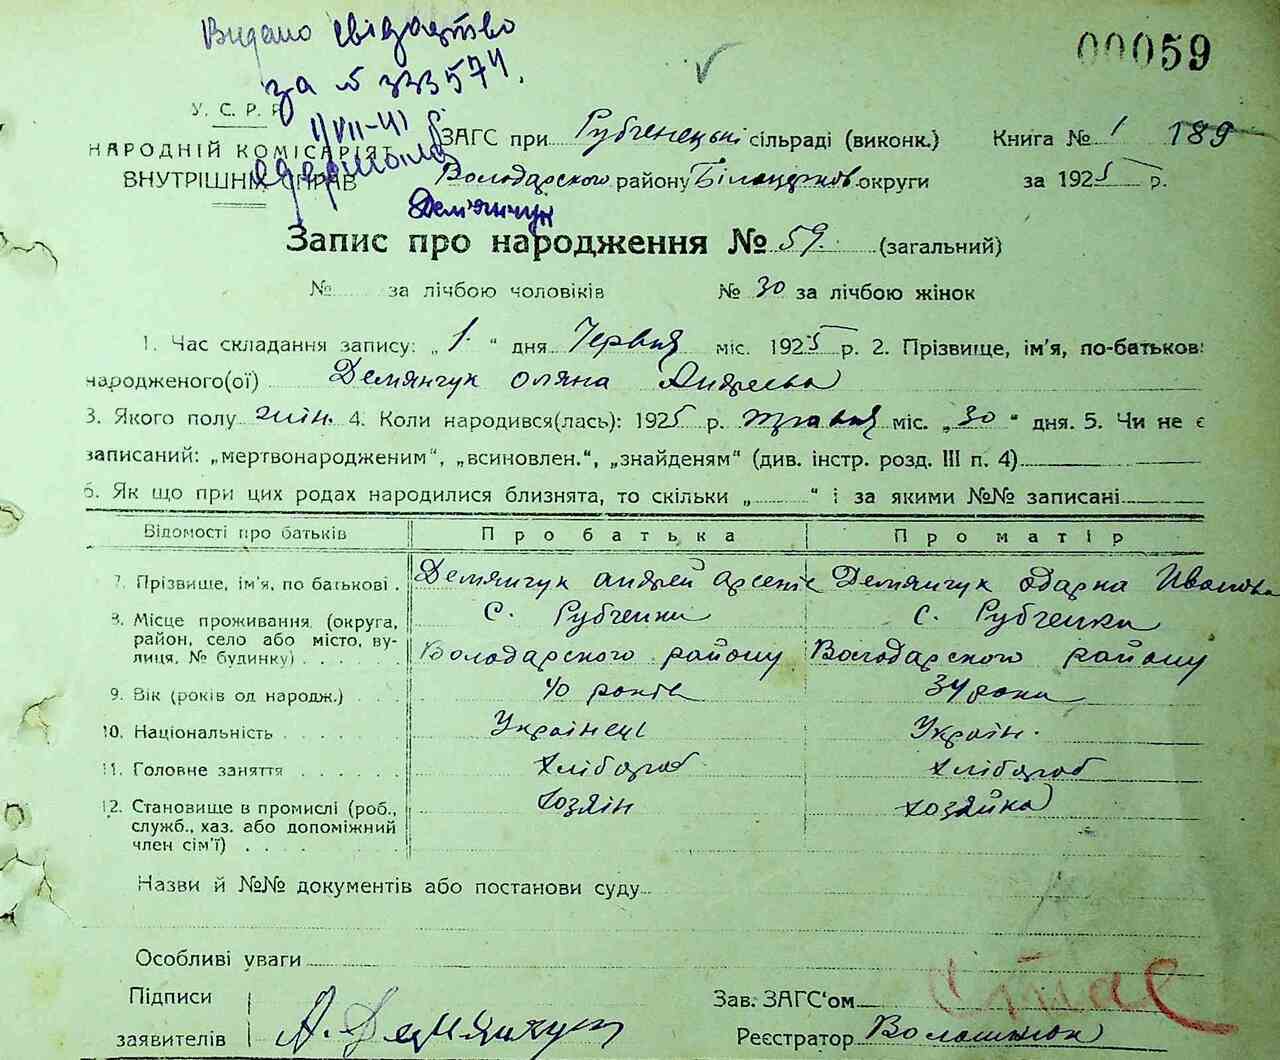 Видано свідоцтво
за № 333574.
1/VII-41 р.
одержала
Демянчук
00059
У. С. Р. Р.
НАРОДНІЙ КОМІСАРІЯТ
ВНУТРІШНІХ СПРАВ
ЗАГС при Рубченецькі сільраді (виконк.) Книга № 1 189
Володарского району Білоцерков. округи за 1925 р.
Запис про народження № 59. (загальний)
№ за лічбою чоловіків № 30 за лічбою жінок
1. Час складання запису: „ 1. “ дня Червня міс. 1925 р. 2. Прізвище, ім'я, по-батьков:
народженого(ої) Демянчук оляна Андреева
3. Якого полу жін. 4. Коли народився(лась): 1925 р. травня міс. „ 30 “ дня. 5. Чи не є
записаний: „мертвонародженим“, „всиновлен.“, „знайденям“ (див. інстр. розд. III п. 4)
6. Як що при цих родах народилися близнята, то скільки „ “ і за якими №№ записані
Відомості про батьків Про батька Про матір
7. Прізвище, ім'я, по батькові . Демянчук андрей арсеніє Демянчук одарка Иванова
8. Місце проживання (округа, с. Рубченки с. Рубченки
район, село або місто, вулиця, № будинку) . . . . . Володарского району Володарского району
9. Вік (років од народж.) . . . 40 років 34 роки
10. Національність . . . . . . Українец Україн.
11. Головне заняття . . . . . . хлібороб хлібороб
12. Становище в промислі (роб., хозяін хозяйка
служб., хаз. або допоміжний
член сім'ї) . . . .
Назви й №№ документів або постанови суду
Особливі уваги
Підписи
заявителів А. Демянчук
Зав. ЗАГС'ом
Реєстратор Волошинюк